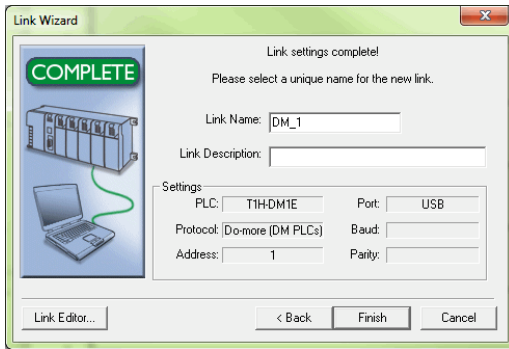 Link Wizard
COMPLETE
Link settings complete!
Please select a unique name for the new link.
Link Name: DM_1
Link Description:
Settings
PLC: T1H-DM1E Port: USB
Protocol: Do-more (DM PLCs) Baud:
Address: 1 Parity:
Link Editor... < Back Finish Cancel